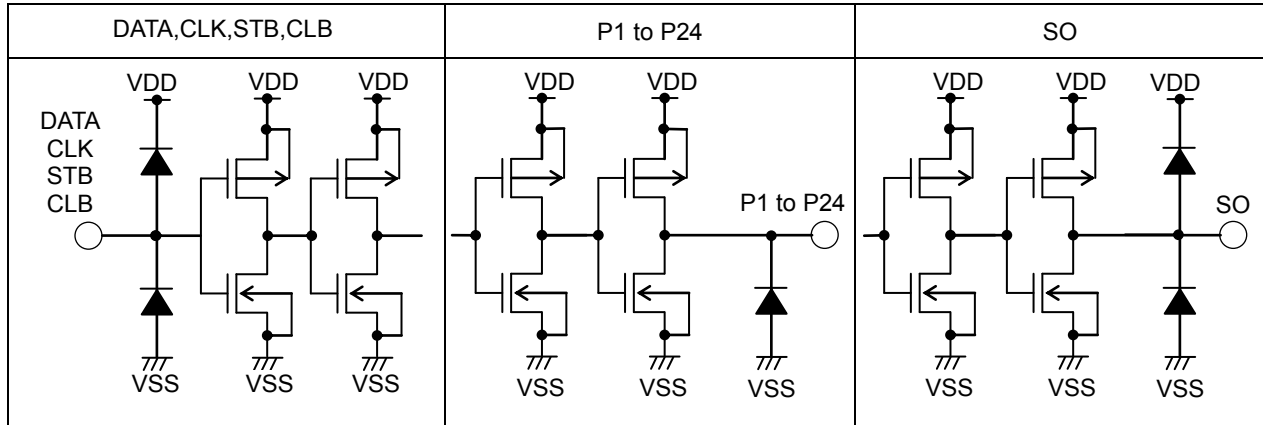 DATA,CLK,STB,CLB
P1 to P24
SO
VDD VDD VDD
DATA
CLK
STB
CLB
VSS VSS VSS
VDD VDD
P1 to P24
VSS VSS VSS
VDD VDD VDD
SO
VSS VSS VSS